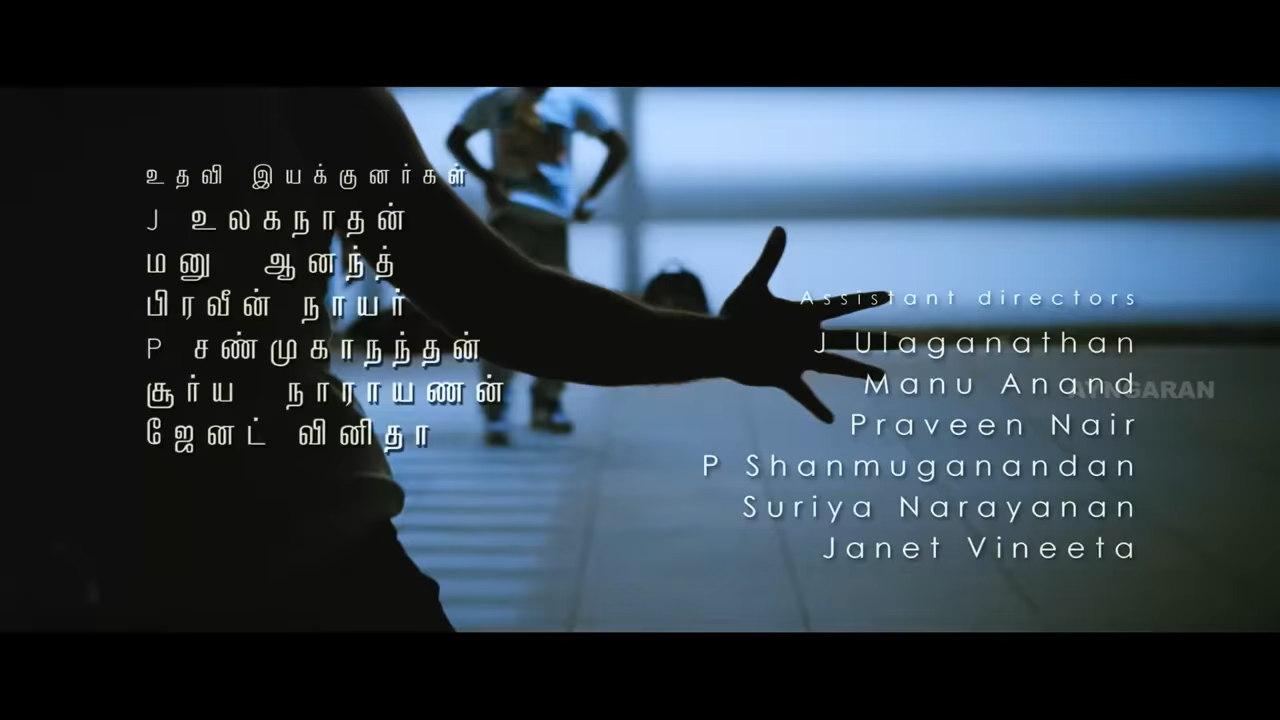 உதவி இயக்குனர்கள்
J உலகநாதன்
மனு ஆனந்த்
பிரவீன் நாயர்
P சண்முகாநந்தன்
சூர்ய நாராயணன்
ஜேனட் வினிதா
Assistant directors
J Ulaganathan
Manu Anand
AYNGARAN
Praveen Nair
P Shanmuganandan
Suriya Narayanan
Janet Vineeta